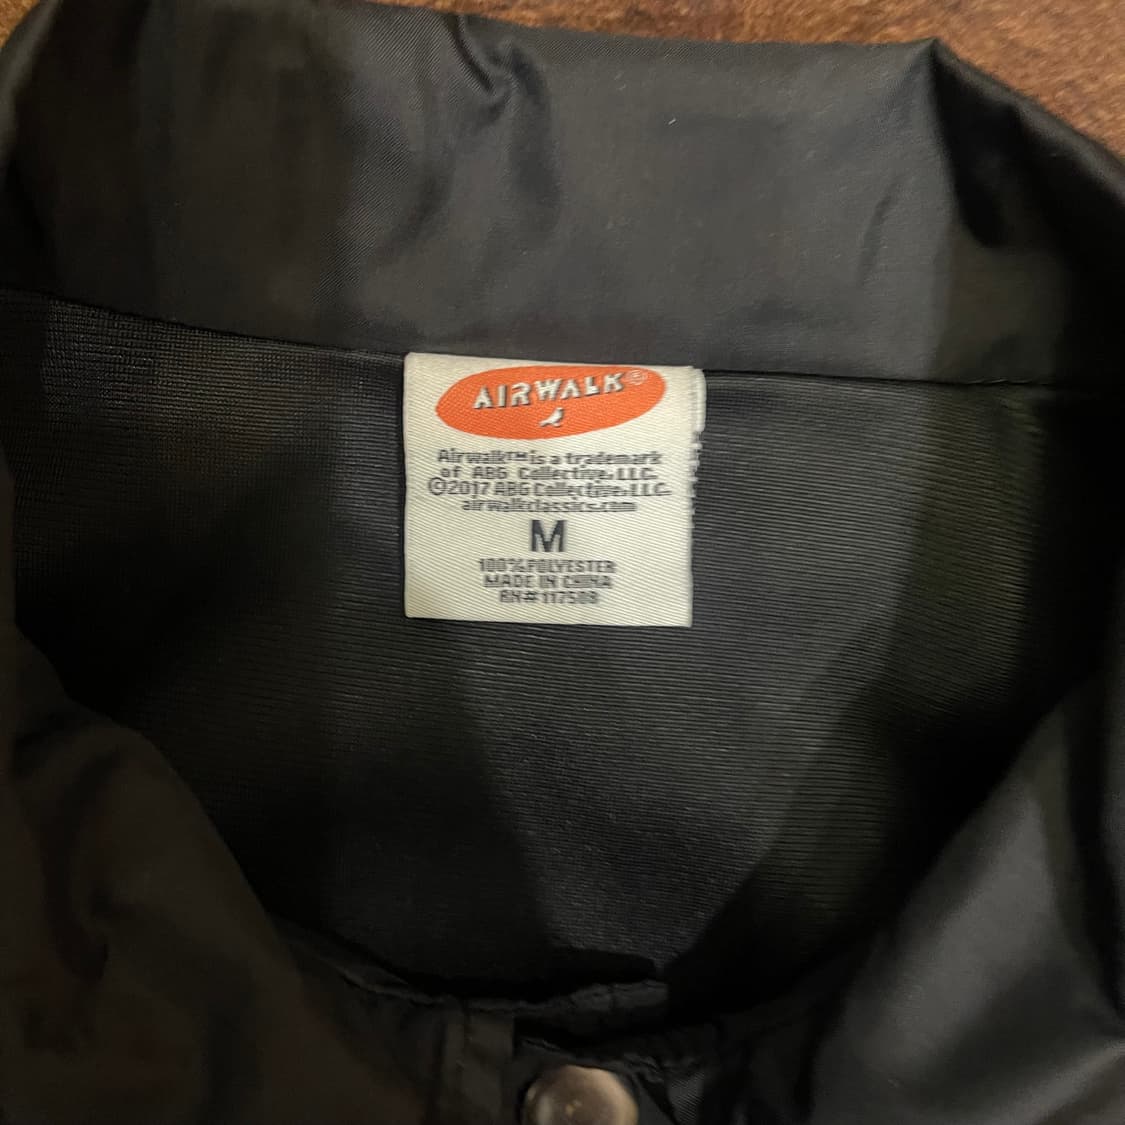 AIRWALK®
Airwalk™ is a trademark
of ABG Collective, LLC.
©2017 ABG Collective, LLC.
airwalkclassics.com
M
100% POLYESTER
MADE IN CHINA
RN# 117508